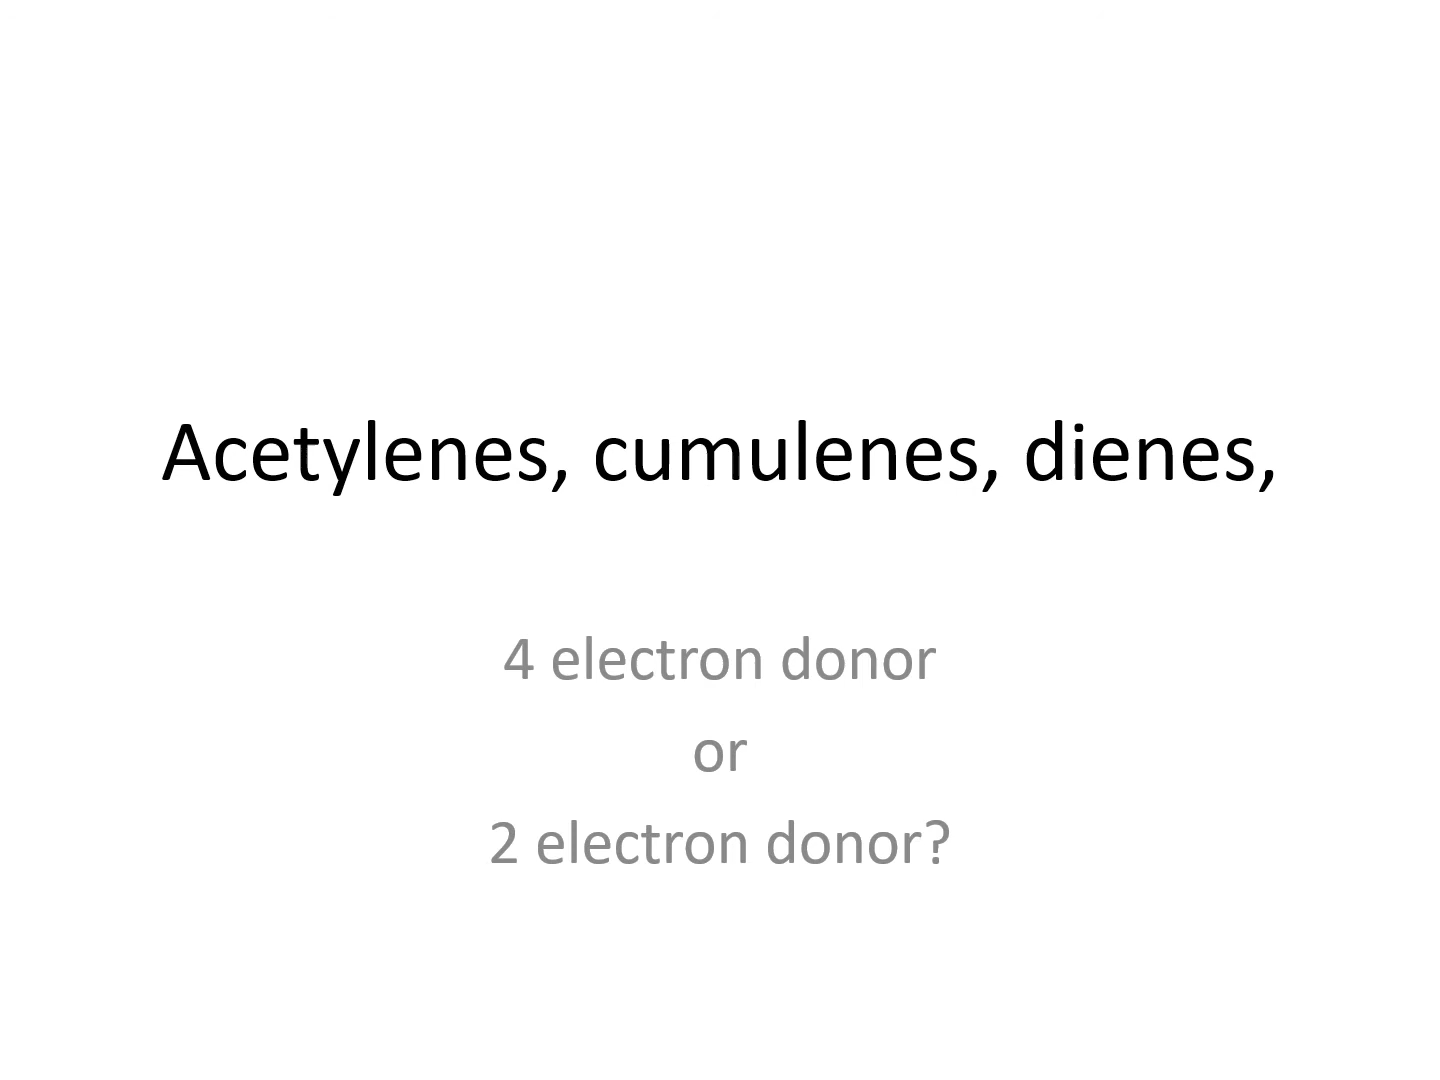 Acetylenes, cumulenes, dienes,
4 electron donor
or
2 electron donor?